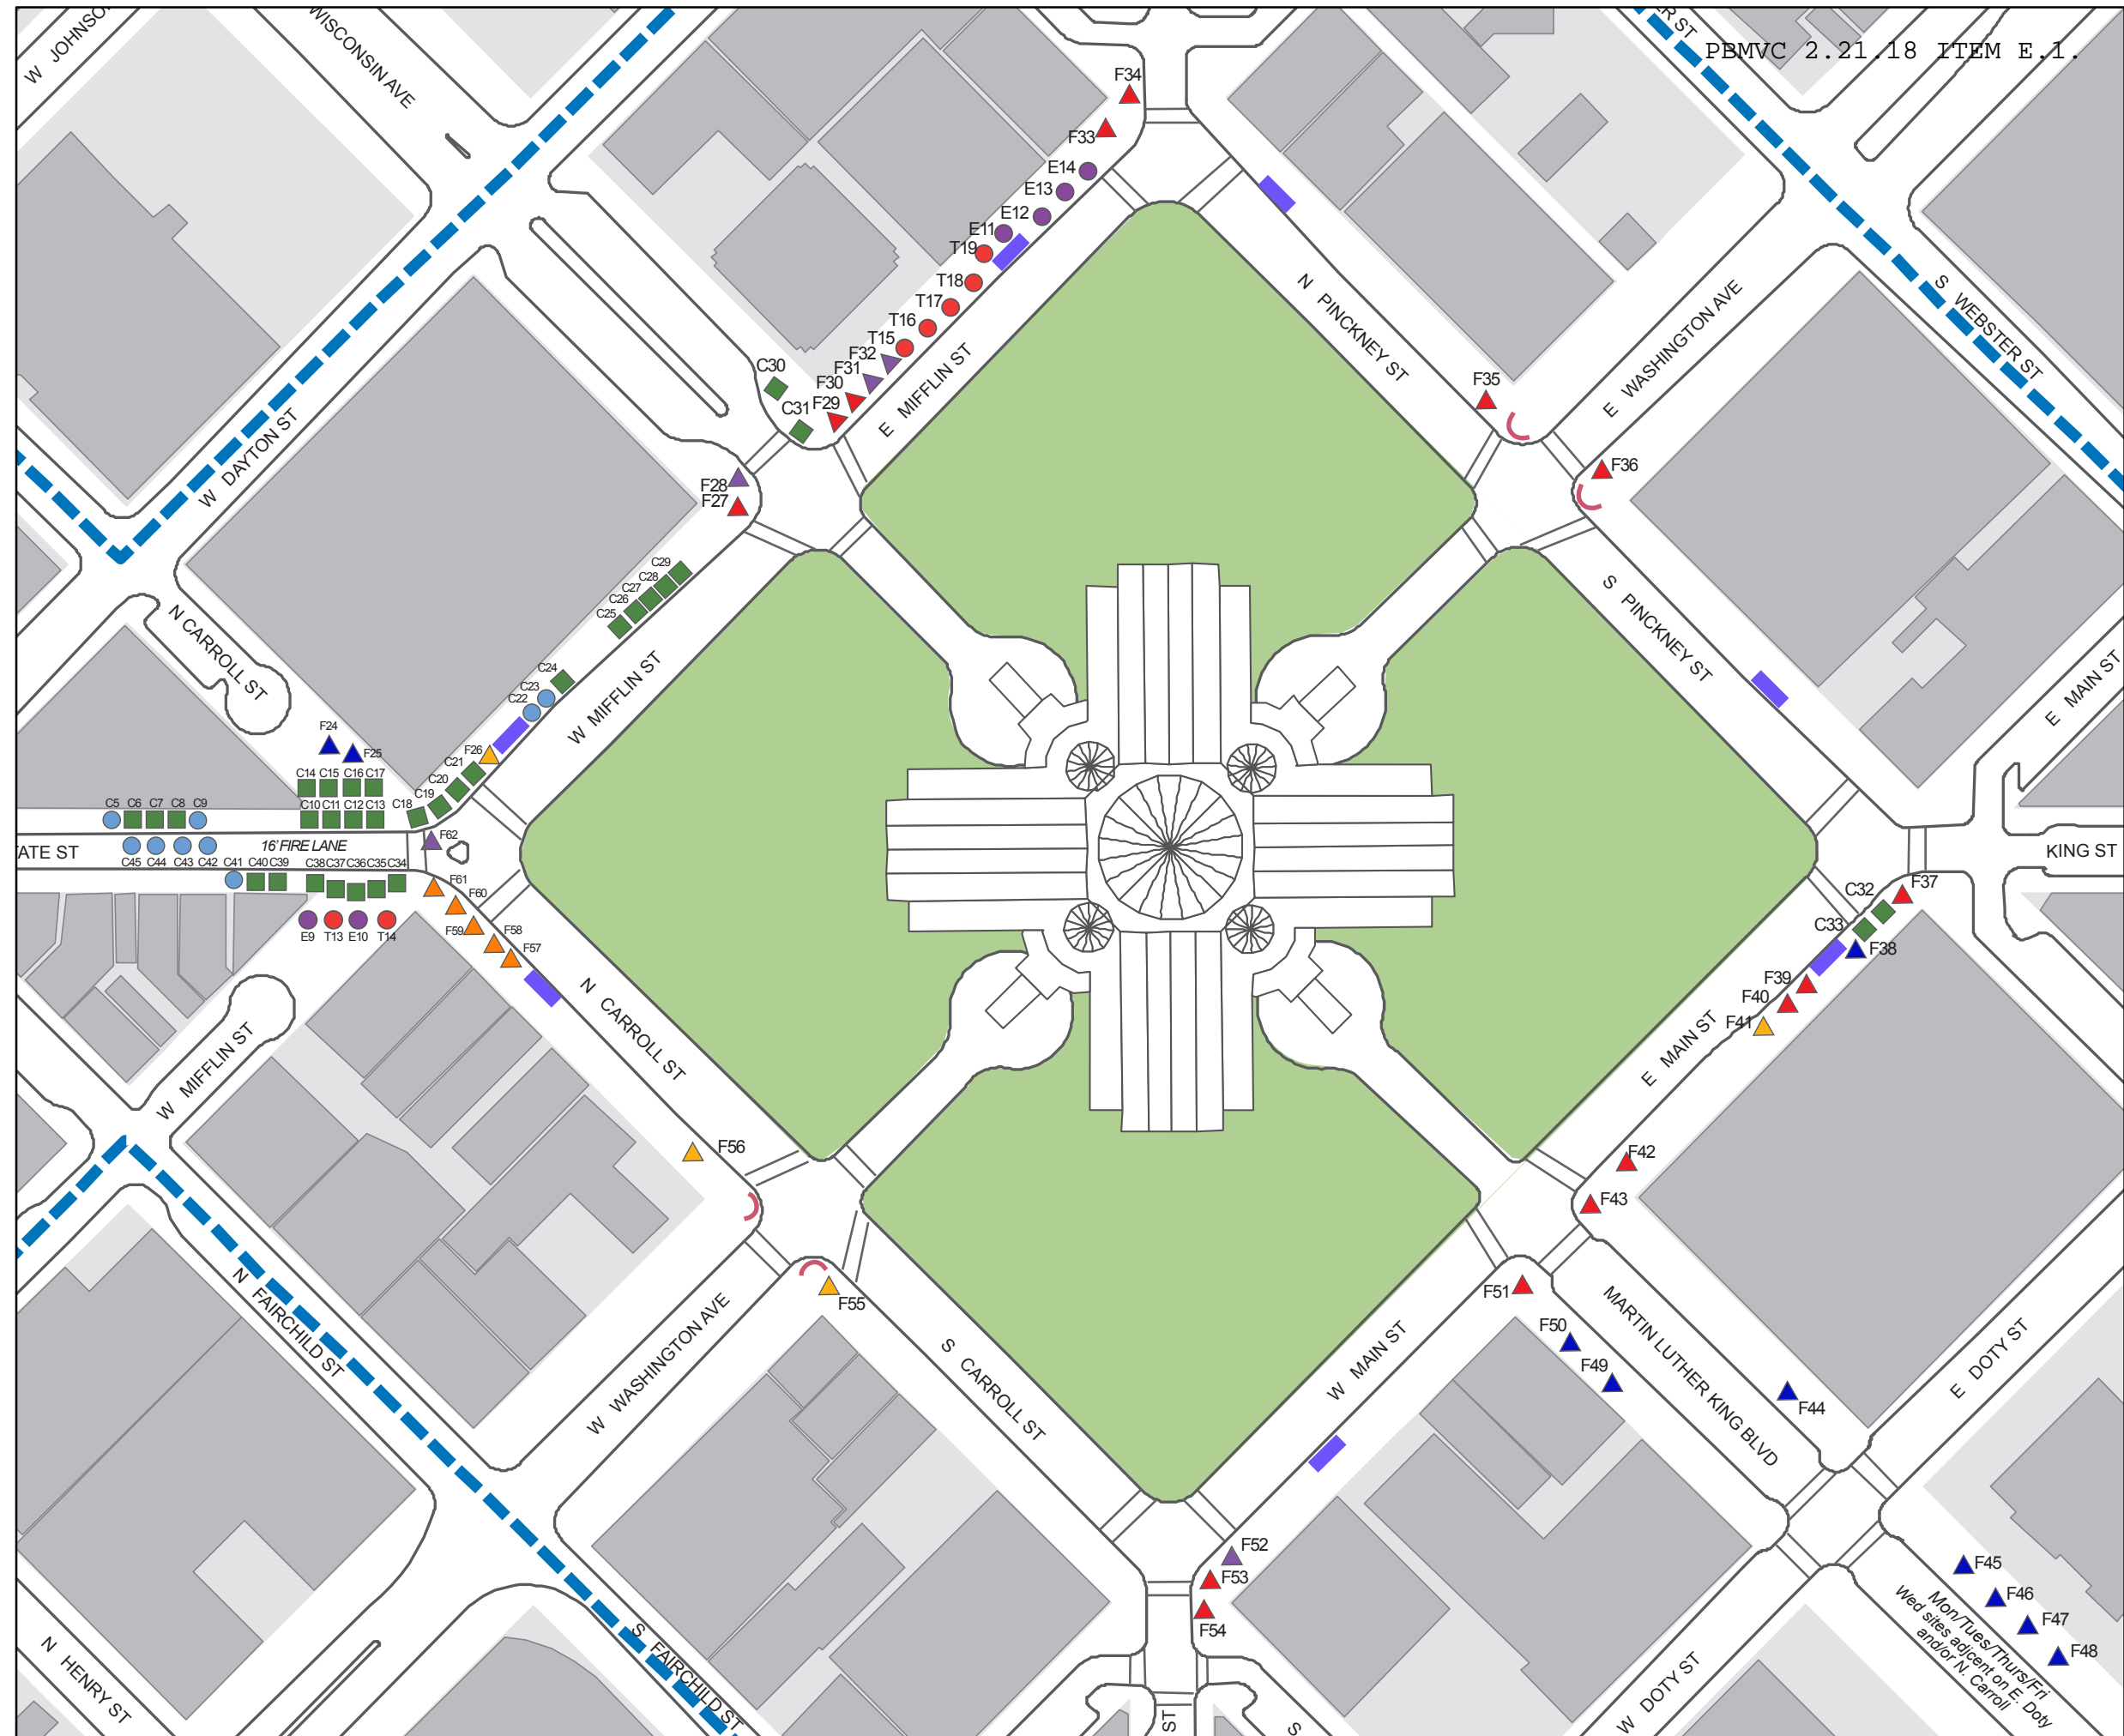 W JOHNSO
WISCONSIN AVE
ER ST
PBMVC 2.21.18 ITEM E.1.
F34
F33
E14
E13
E12
E11
T19
T18
T17
T16
T15
F32
F31
F30
F29
C30
C31
E MIFFLIN ST
N PINCKNEY ST
S WEBSTER ST
E WASHINGTON AVE
F35
F36
W DAYTON ST
F28
F27
C29
C28
C27
C26
C25
C24
C23
C22
W MIFFLIN ST
S PINCKNEY ST
E MAIN ST
N CARROLL ST
F24
F25
F26
C21
C20
C19
C18
C14 C15 C16 C17
C10 C11 C12 C13
C5 C6 C7 C8 C9
F62
ATE ST
16' FIRE LANE
KING ST
C45 C44 C43 C42 C41 C40 C39 C38 C37 C36 C35 C34
F61
F60
F59
F58
F57
E9 T13 E10 T14
F37
C32
C33
F38
F39
F40
F41
N CARROLL ST
W MIFFLIN ST
E MAIN ST
F56
F42
F43
F55
F51
F50
F49
F44
MARTIN LUTHER KING BLVD
E DOTY ST
N FAIRCHILD ST
W WASHINGTON AVE
S CARROLL ST
W MAIN ST
F52
F53
F54
F45
F46
F47
F48
Mon/Tues/Thurs/Fri
Wed sites adjcent on E. Doty
and/or N. Carroll
S FAIRCHILD ST
N HENRY ST
W DOTY ST
ST
S